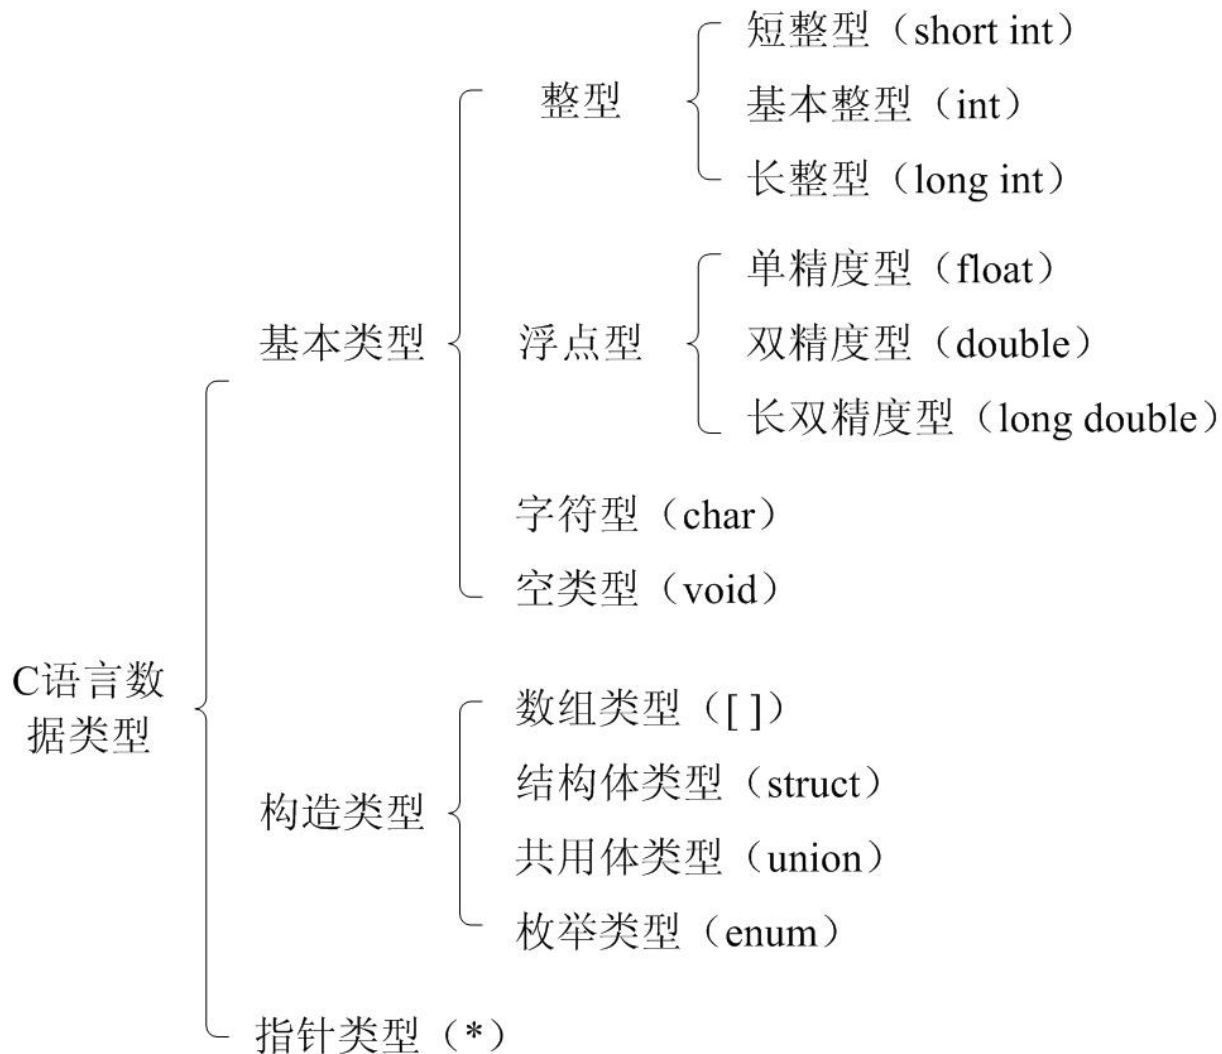 短整型（short int）
整型
基本整型（int）
长整型（long int）
单精度型（float）
基本类型
浮点型
双精度型（double）
长双精度型（long double）
字符型（char）
空类型（void）
C语言数
据类型
数组类型（[ ]）
结构体类型（struct）
构造类型
共用体类型（union）
枚举类型（enum）
指针类型（*）